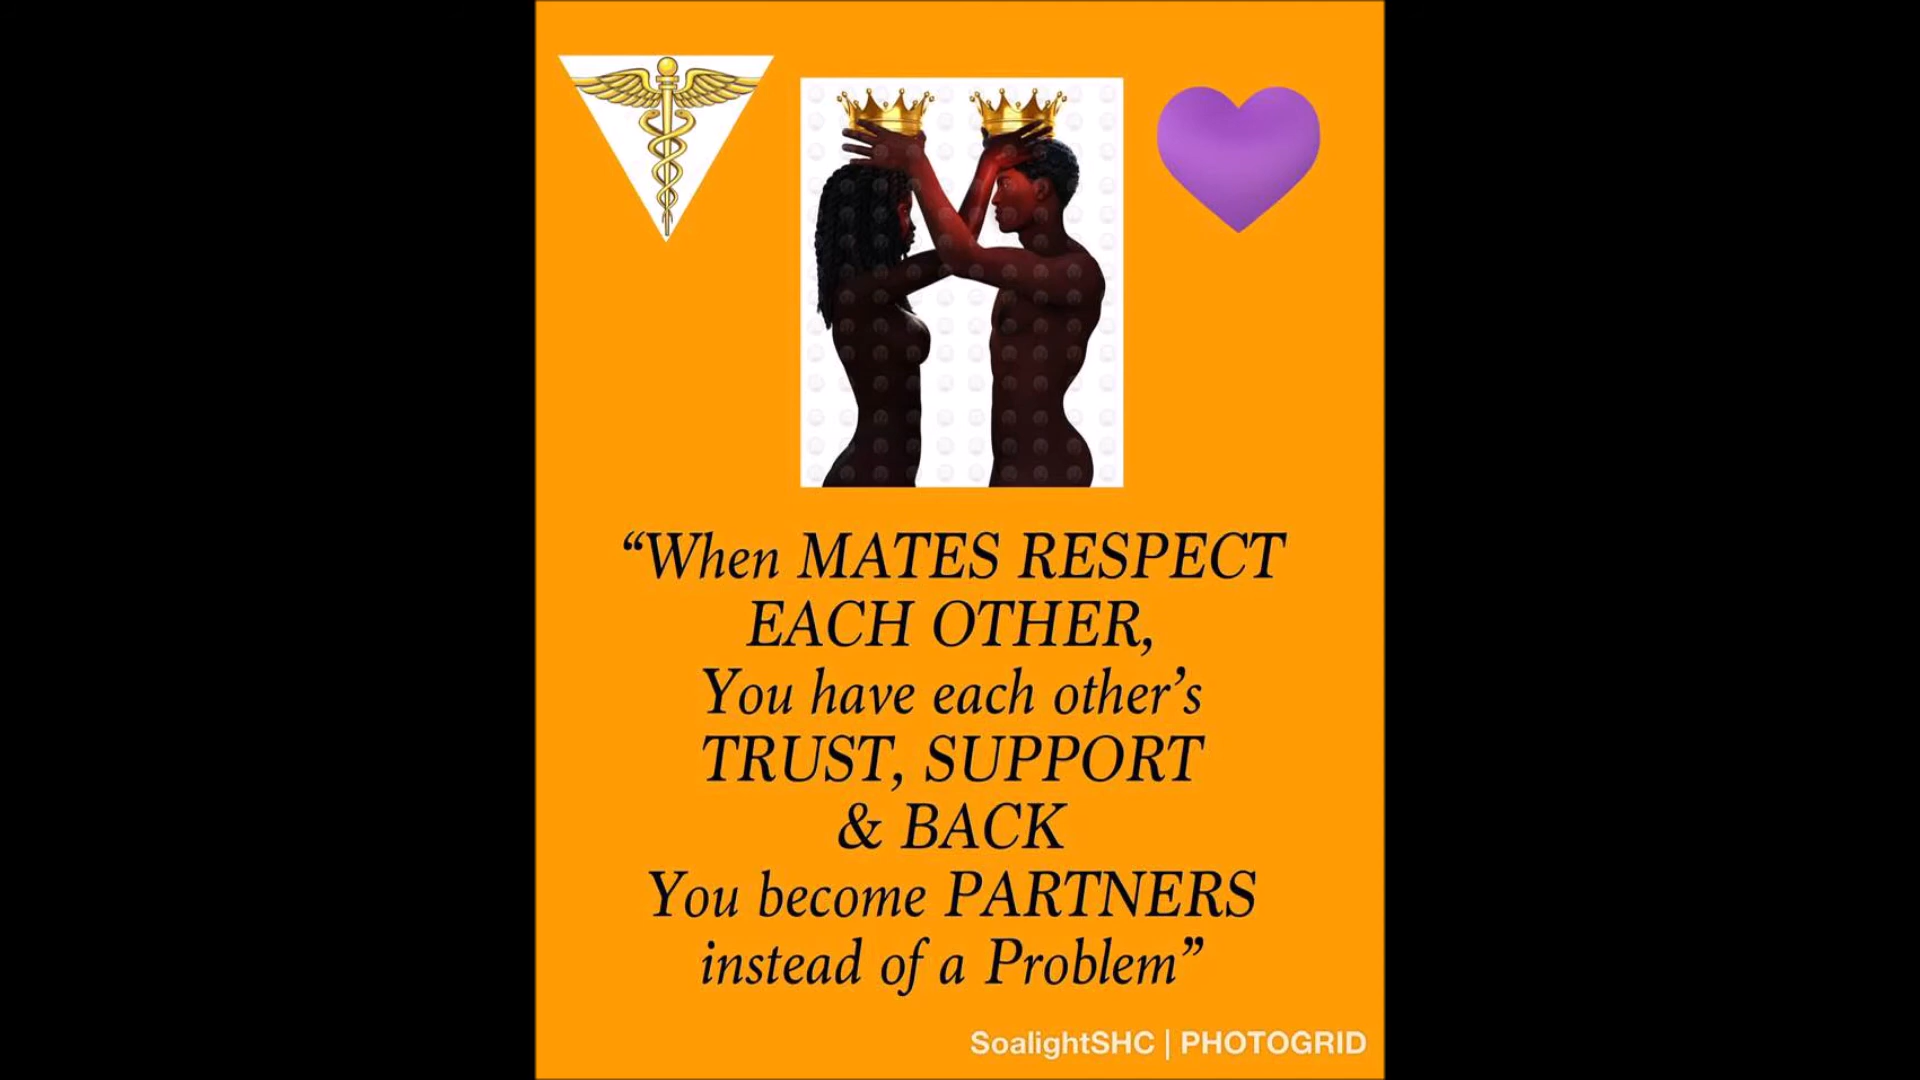 “When MATES RESPECT
EACH OTHER,
You have each other’s
TRUST, SUPPORT
& BACK
You become PARTNERS
instead of a Problem”
SoalightSHC | PHOTOGRID